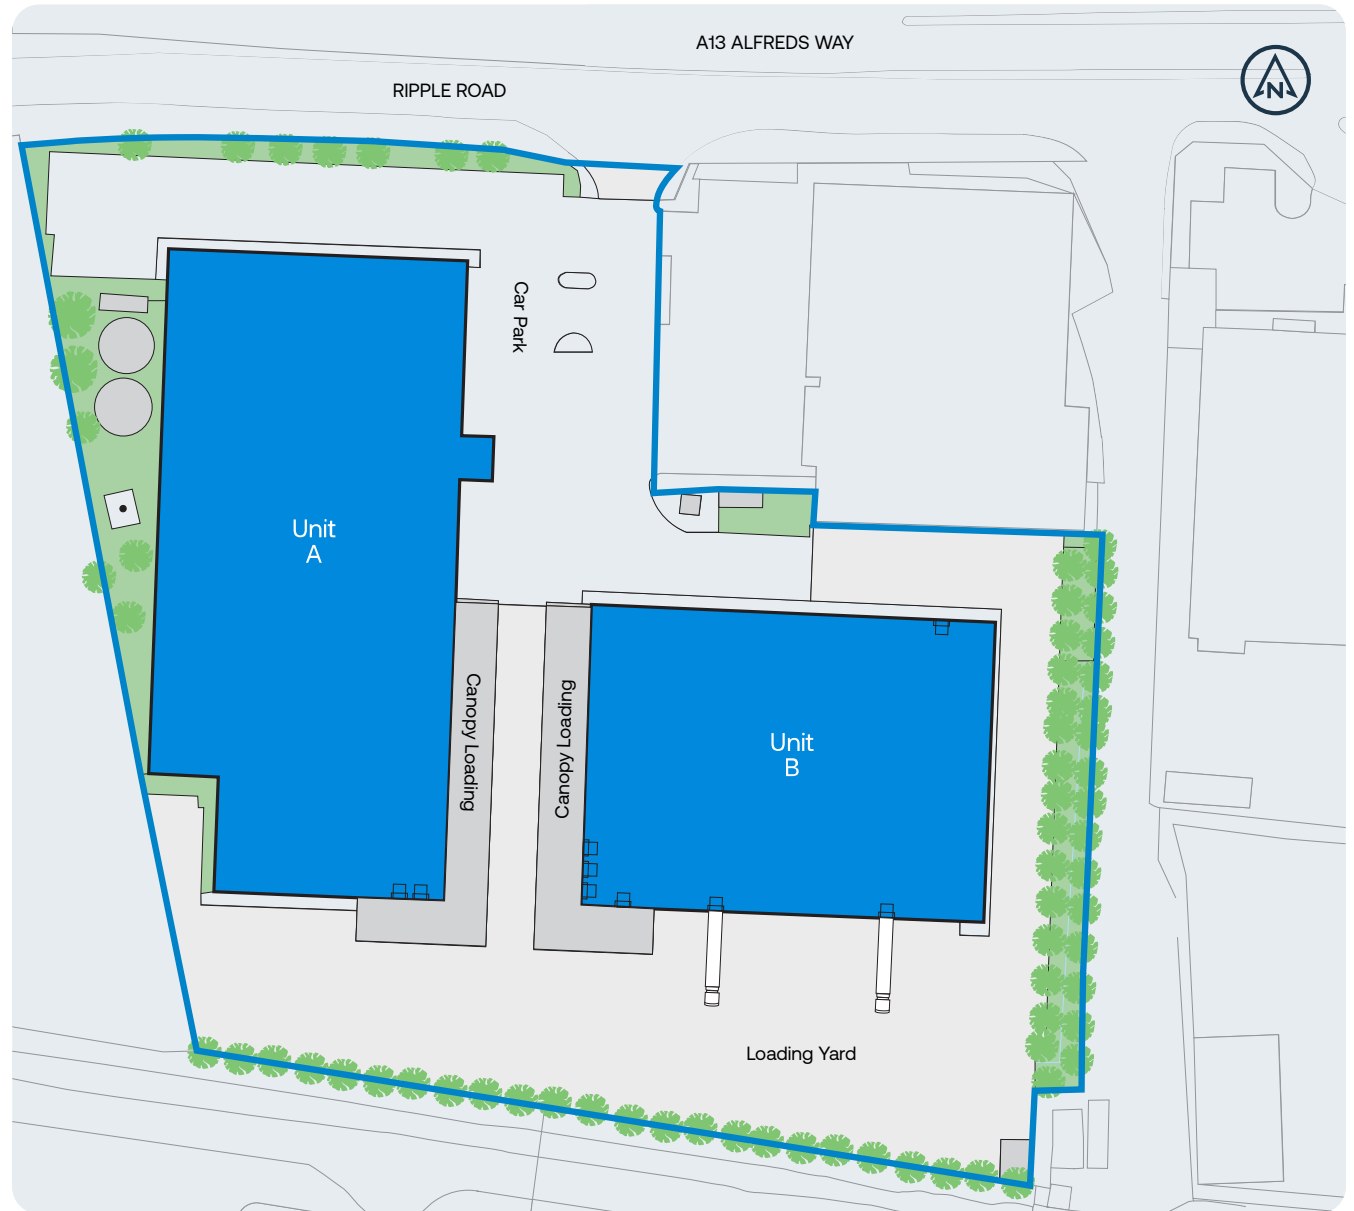 A13 ALFREDS WAY
RIPPLE ROAD
N
Car Park
Unit
A
Canopy Loading
Canopy Loading
Unit
B
Loading Yard